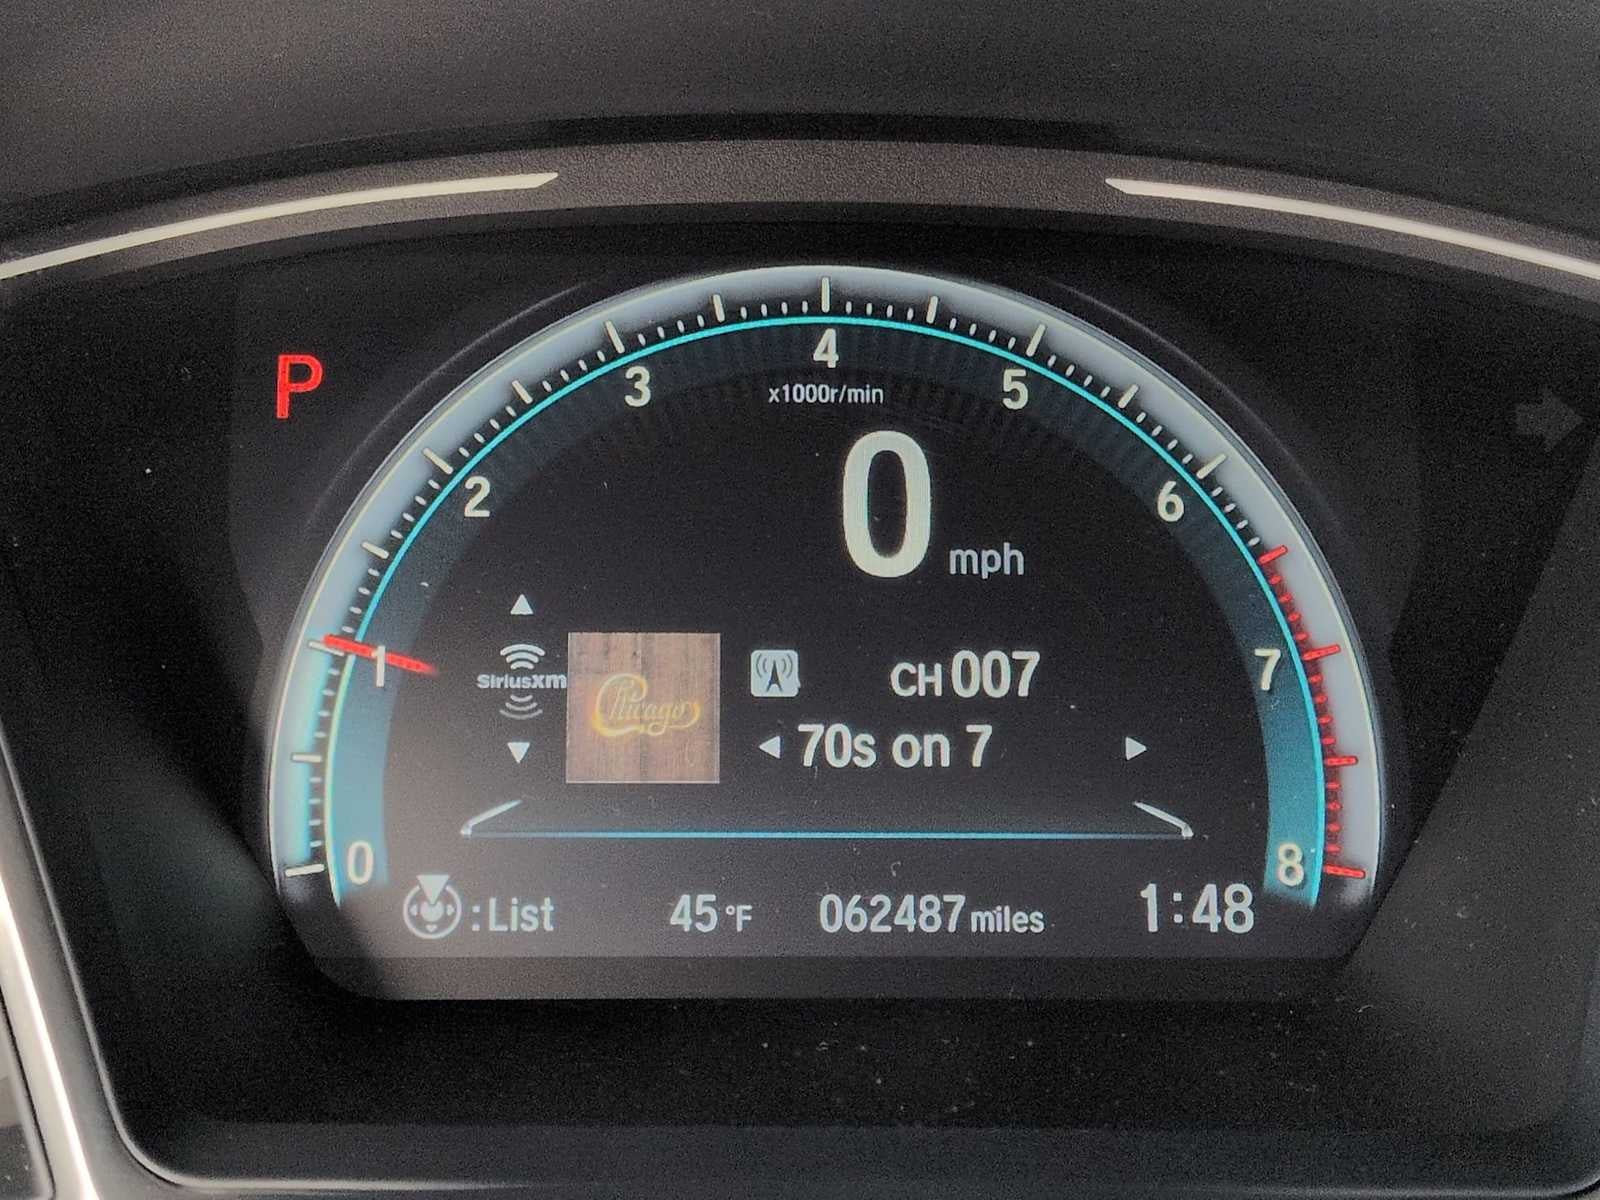 P
4
3
5
x1000r/min
2
6
0 mph
1
7
SiriusXM
Chicago
CH 007
70s on 7
0
8
:List
45°F
062487 miles
1:48